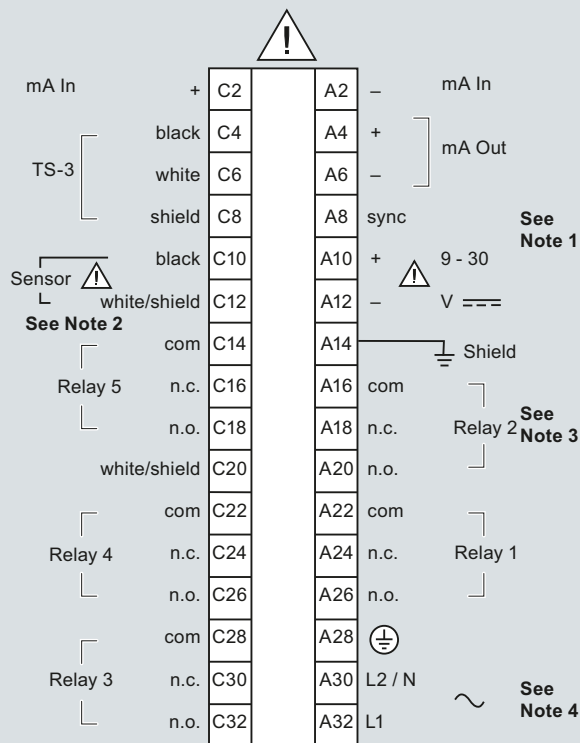 !
mA In + C2 A2 – mA In
black C4 A4 +
mA Out
TS-3 white C6 A6 –
shield C8 A8 sync See
Note 1
black C10 A10 + ! 9 - 30
Sensor !
white/shield C12 A12 – V
See Note 2
com C14 A14 Shield
Relay 5 n.c. C16 A16 com
n.o. C18 A18 n.c. Relay 2 See
Note 3
white/shield C20 A20 n.o.
com C22 A22 com
Relay 4 n.c. C24 A24 n.c. Relay 1
n.o. C26 A26 n.o.
com C28 A28
Relay 3 n.c. C30 A30 L2 / N
See
Note 4
n.o. C32 A32 L1